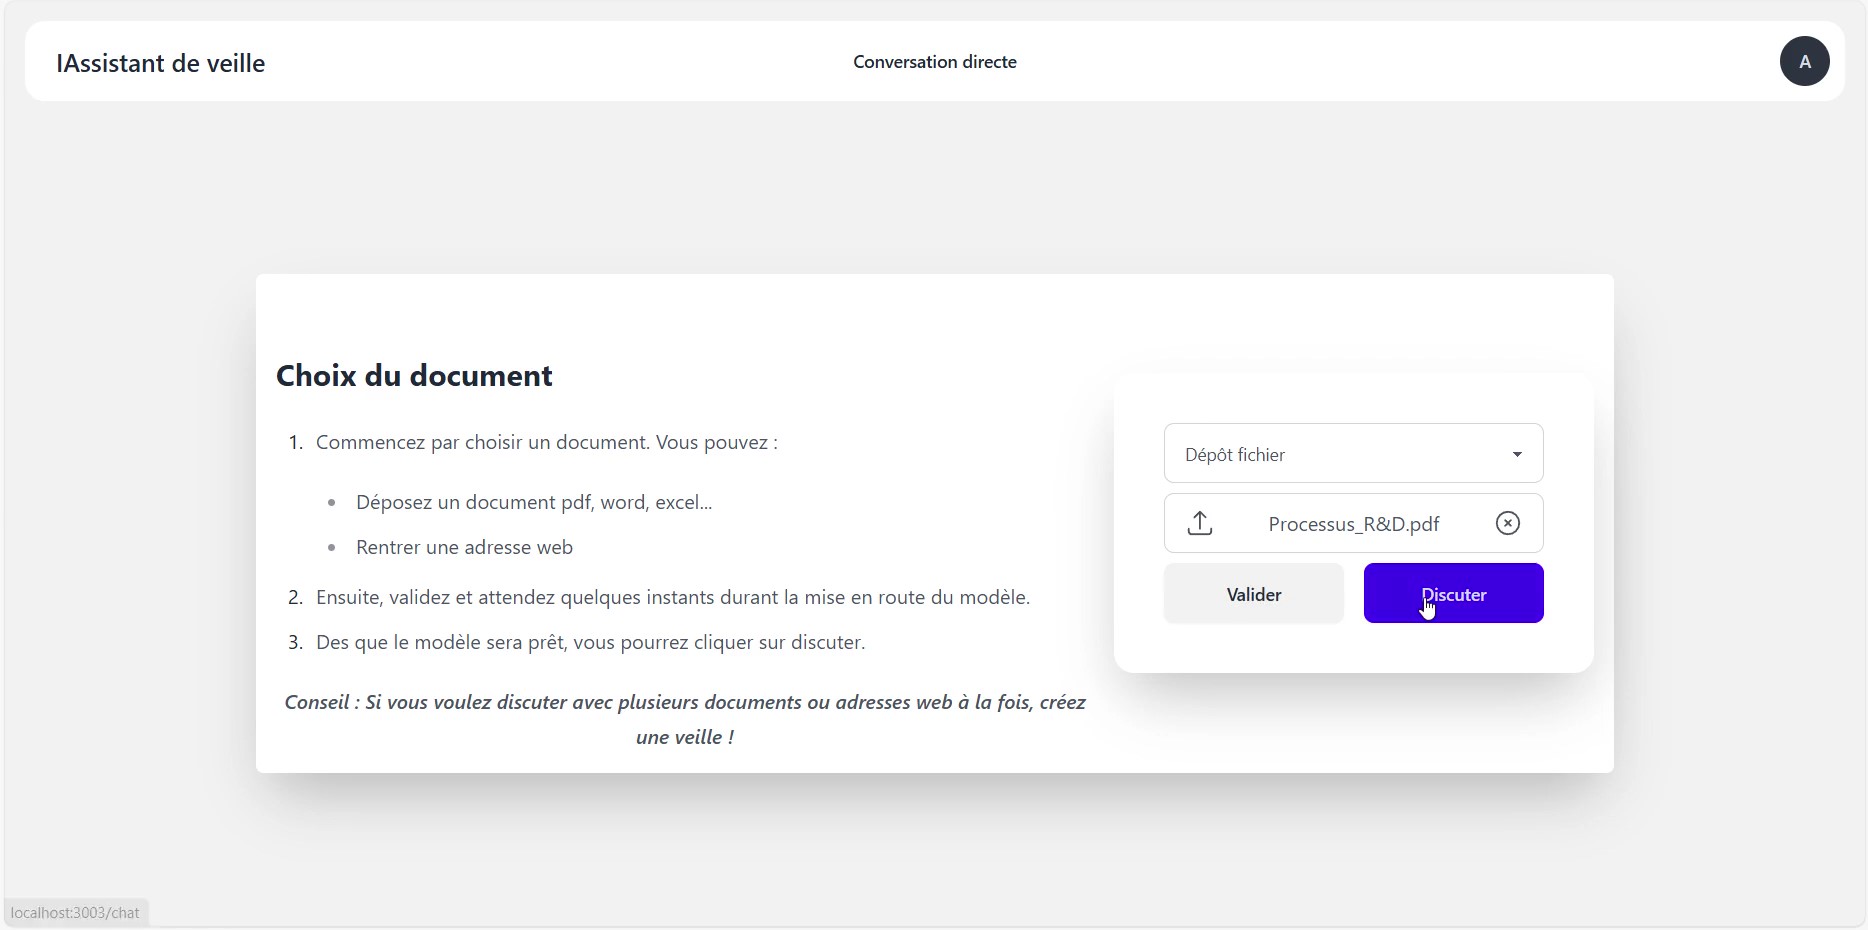 IAssistant de veille
Conversation directe
A
Choix du document
1. Commencez par choisir un document. Vous pouvez :
• Déposez un document pdf, word, excel...
• Rentrer une adresse web
2. Ensuite, validez et attendez quelques instants durant la mise en route du modèle.
3. Des que le modèle sera prêt, vous pourrez cliquer sur discuter.
Conseil : Si vous voulez discuter avec plusieurs documents ou adresses web à la fois, créez
une veille !
Dépôt fichier
Processus_R&D.pdf
Valider
Discuter
localhost:3003/chat